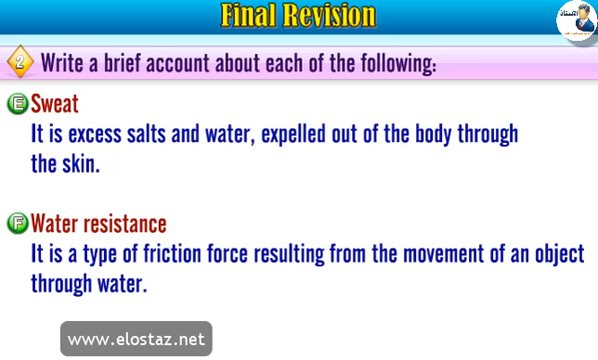 Final Revision
الأستاذ
2 Write a brief account about each of the following:
E Sweat
It is excess salts and water, expelled out of the body through
the skin.
F Water resistance
It is a type of friction force resulting from the movement of an object
through water.
www.elostaz.net